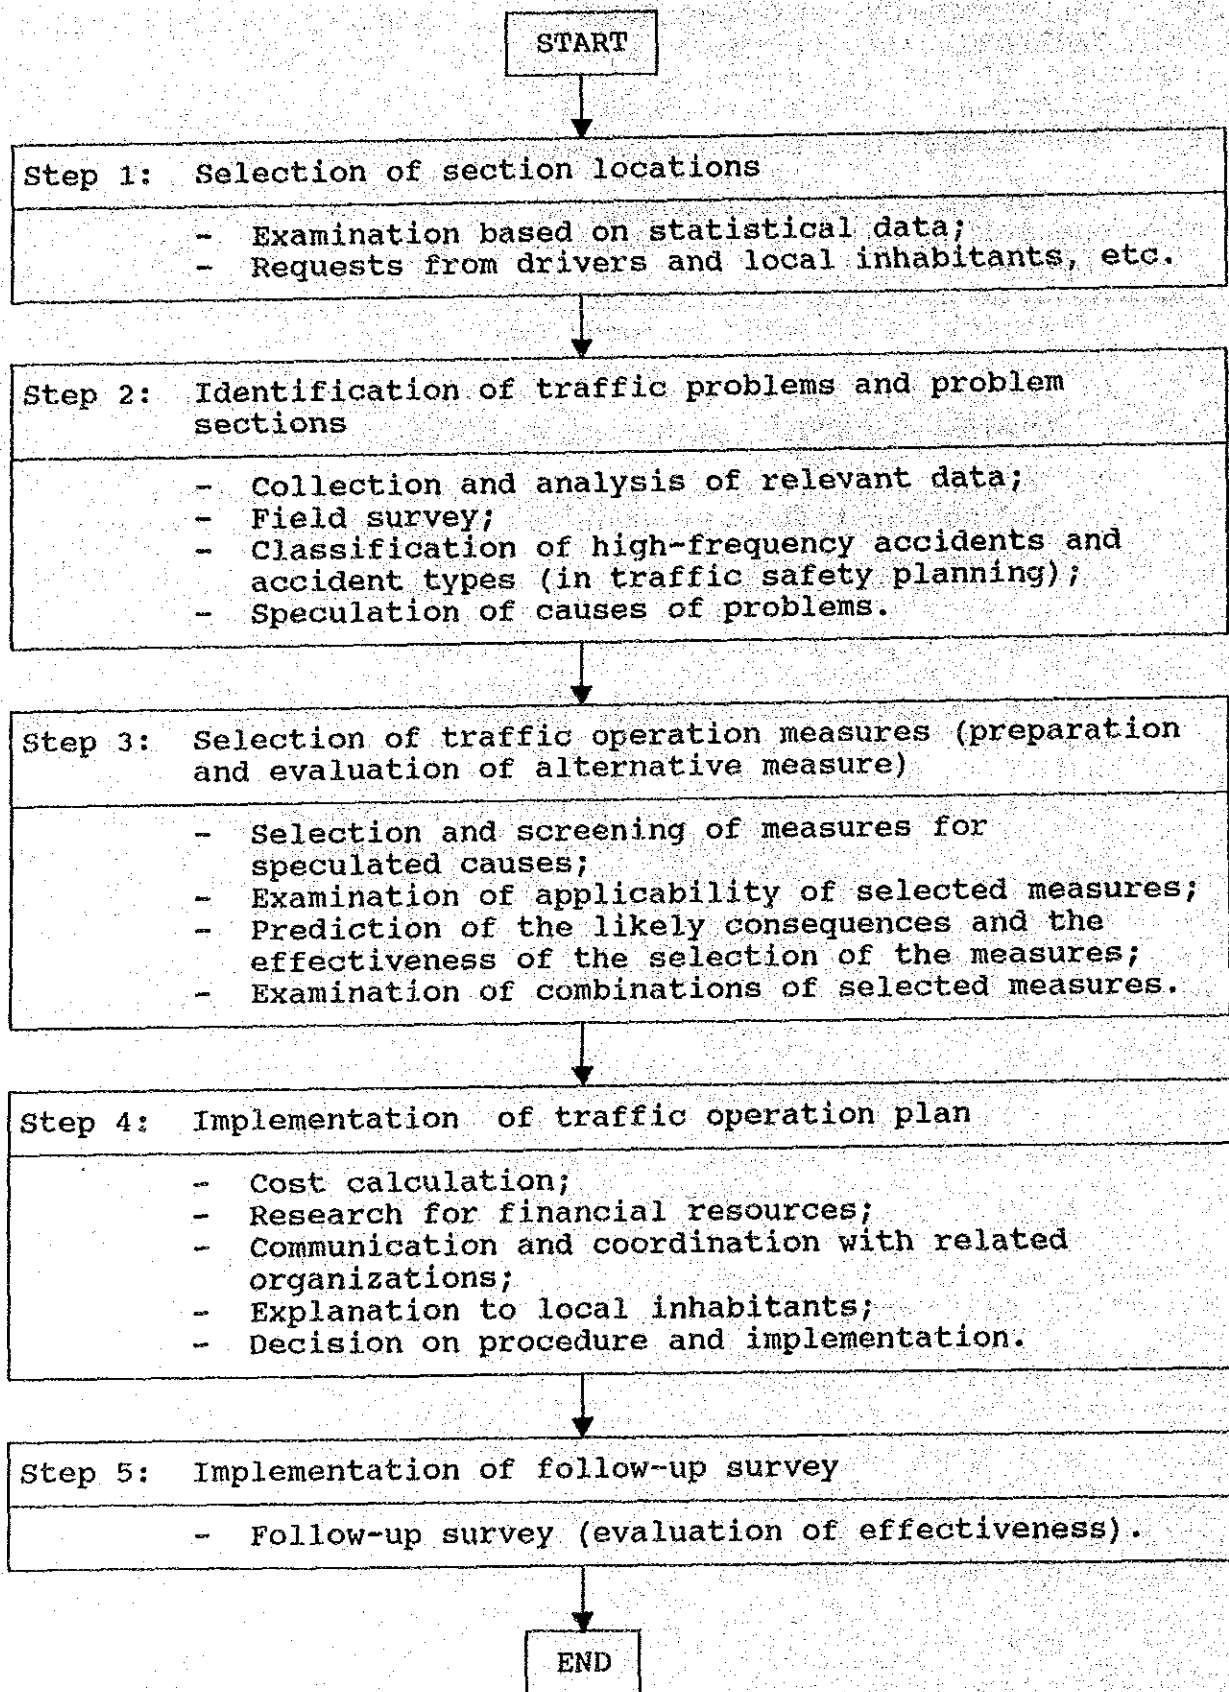 START
Step 1: Selection of section locations
- Examination based on statistical data;
- Requests from drivers and local inhabitants, etc.
Step 2: Identification of traffic problems and problem
sections
- Collection and analysis of relevant data;
- Field survey;
- Classification of high-frequency accidents and
accident types (in traffic safety planning);
- Speculation of causes of problems.
Step 3: Selection of traffic operation measures (preparation
and evaluation of alternative measure)
- Selection and screening of measures for
speculated causes;
- Examination of applicability of selected measures;
- Prediction of the likely consequences and the
effectiveness of the selection of the measures;
- Examination of combinations of selected measures.
Step 4: Implementation of traffic operation plan
- Cost calculation;
- Research for financial resources;
- Communication and coordination with related
organizations;
- Explanation to local inhabitants;
- Decision on procedure and implementation.
Step 5: Implementation of follow-up survey
- Follow-up survey (evaluation of effectiveness).
END